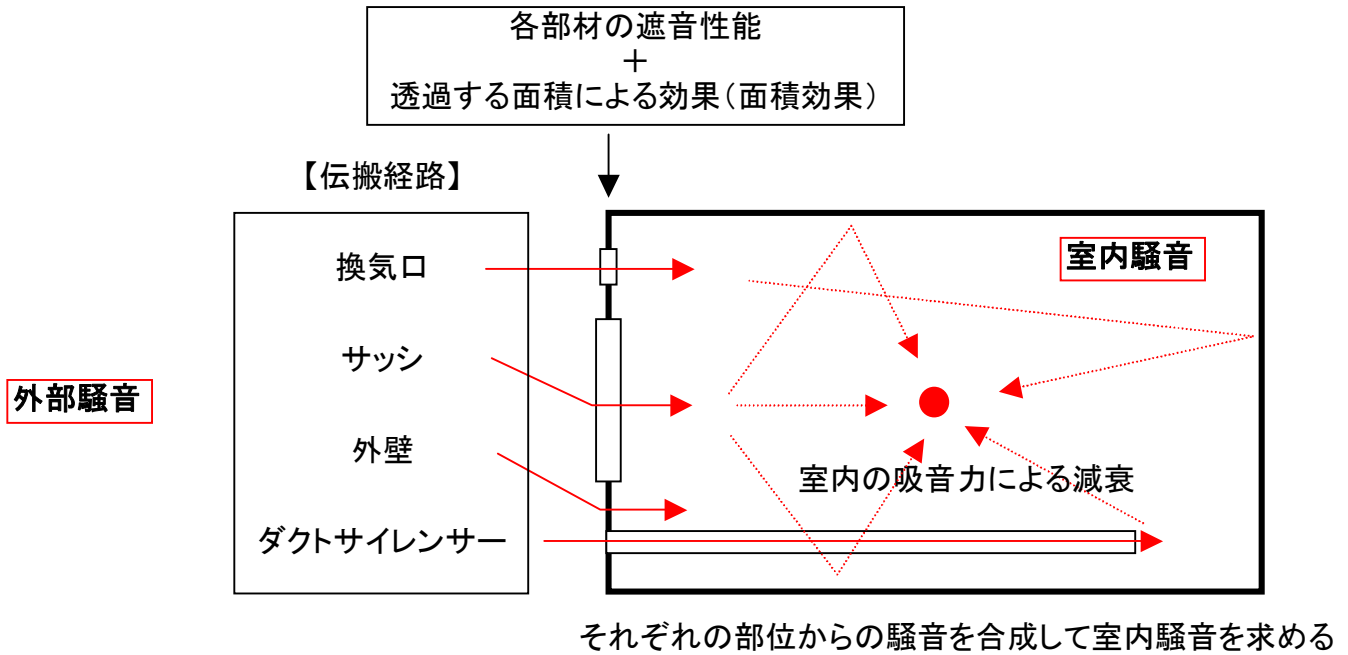 各部材の遮音性能
＋
透過する面積による効果（面積効果）
【伝搬経路】
換気口
サッシ
外壁
ダクトサイレンサー
外部騒音
室内騒音
室内の吸音力による減衰
それぞれの部位からの騒音を合成して室内騒音を求める